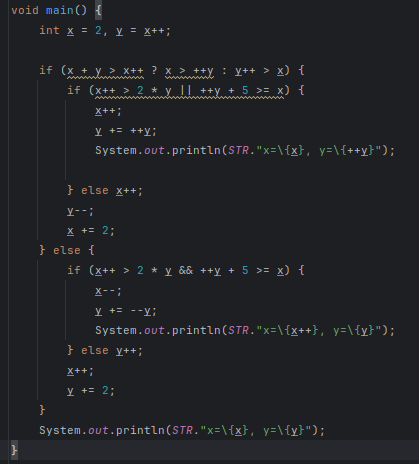 void main() {
    int x = 2, y = x++;

    if (x + y > x++ ? x > ++y : y++ > x) {
        if (x++ > 2 * y || ++y + 5 >= x) {
            x++;
            y += ++y;
            System.out.println(STR."x=\{x}, y=\{++y}");

        } else x++;
        y--;
        x += 2;
    } else {
        if (x++ > 2 * y && ++y + 5 >= x) {
            x--;
            y += --y;
            System.out.println(STR."x=\{x++}, y=\{y}");
        } else y++;
        x++;
        y += 2;
    }
    System.out.println(STR."x=\{x}, y=\{y}");
}